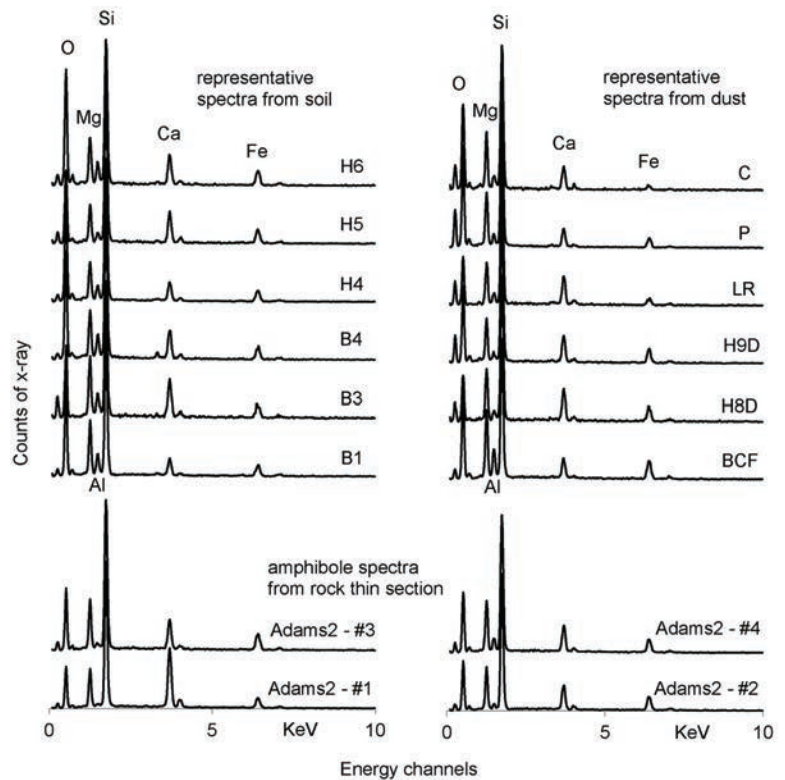 Si
O
representative
spectra from soil
Mg
Ca
Fe
H6
H5
H4
B4
B3
B1
Al
Counts of x-ray
Si
representative
spectra from dust
O
Mg
Ca
Fe
C
P
LR
H9D
H8D
BCF
Al
amphibole spectra
from rock thin section
Adams2 - #3
Adams2 - #1
Adams2 - #4
Adams2 - #2
0 5 KeV 10
0 5 KeV 10
Energy channels